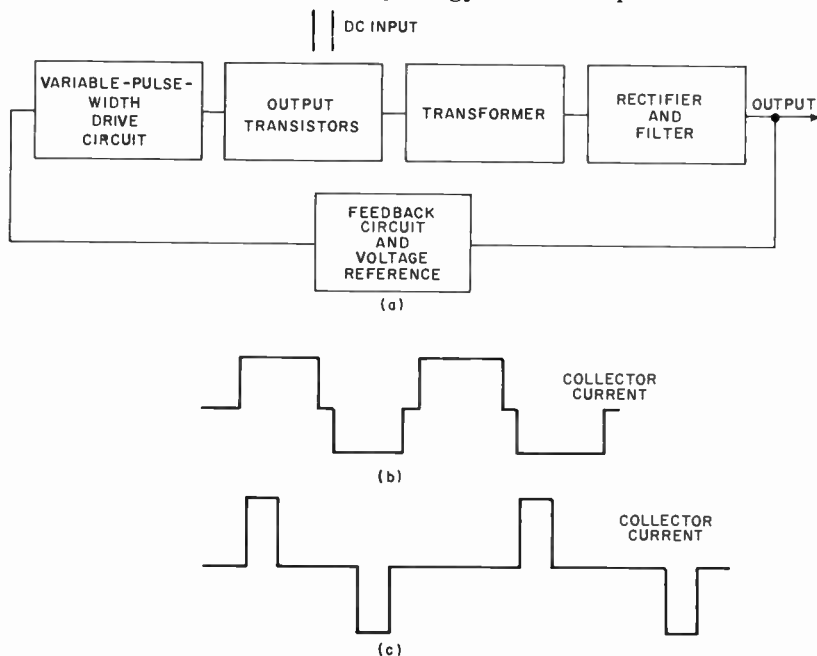 DC INPUT
VARIABLE-PULSE-
WIDTH
DRIVE
CIRCUIT
OUTPUT
TRANSISTORS
TRANSFORMER
RECTIFIER
AND
FILTER
OUTPUT
FEEDBACK
CIRCUIT
AND
VOLTAGE
REFERENCE
(a)
COLLECTOR
CURRENT
(b)
COLLECTOR
CURRENT
(c)